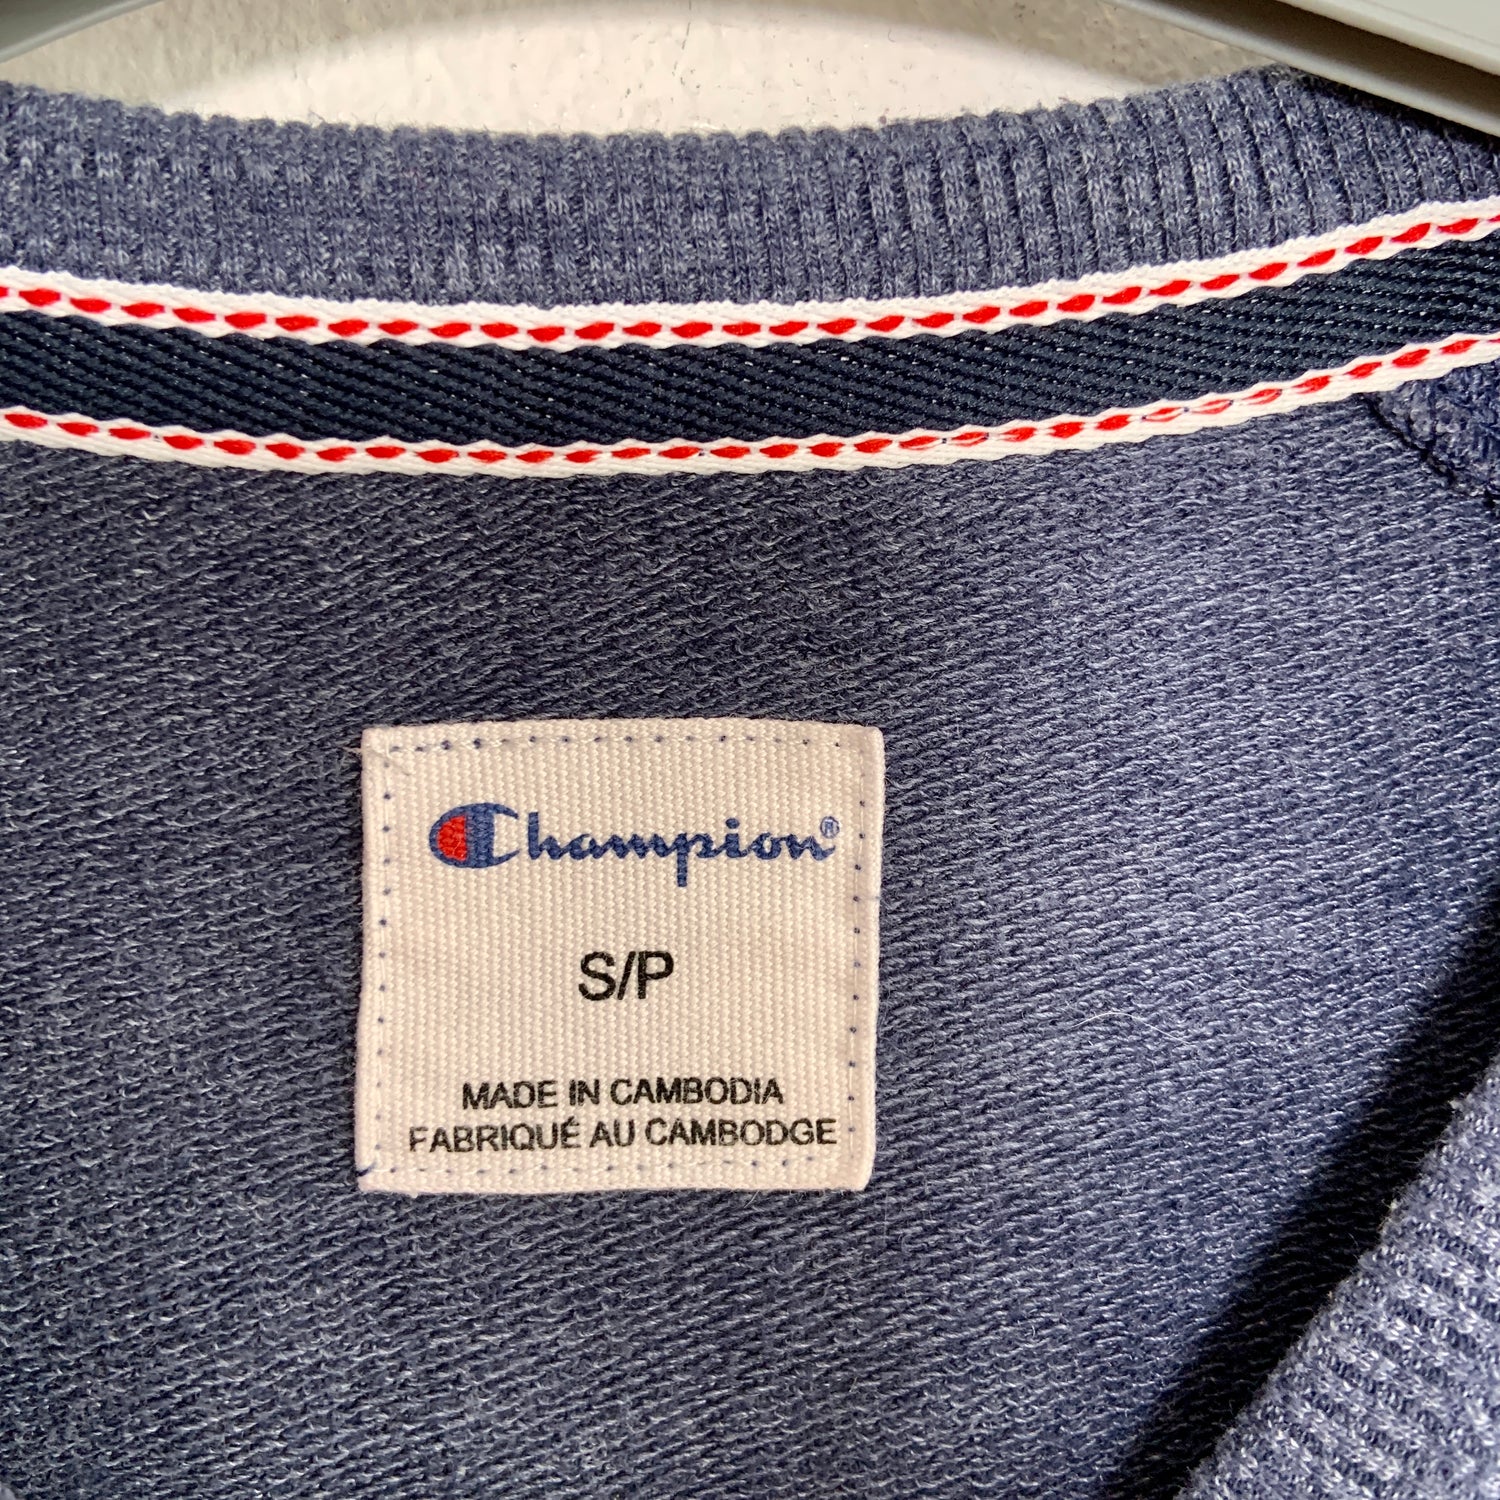 Champion®
S/P
MADE IN CAMBODIA
FABRIQUÉ AU CAMBODGE